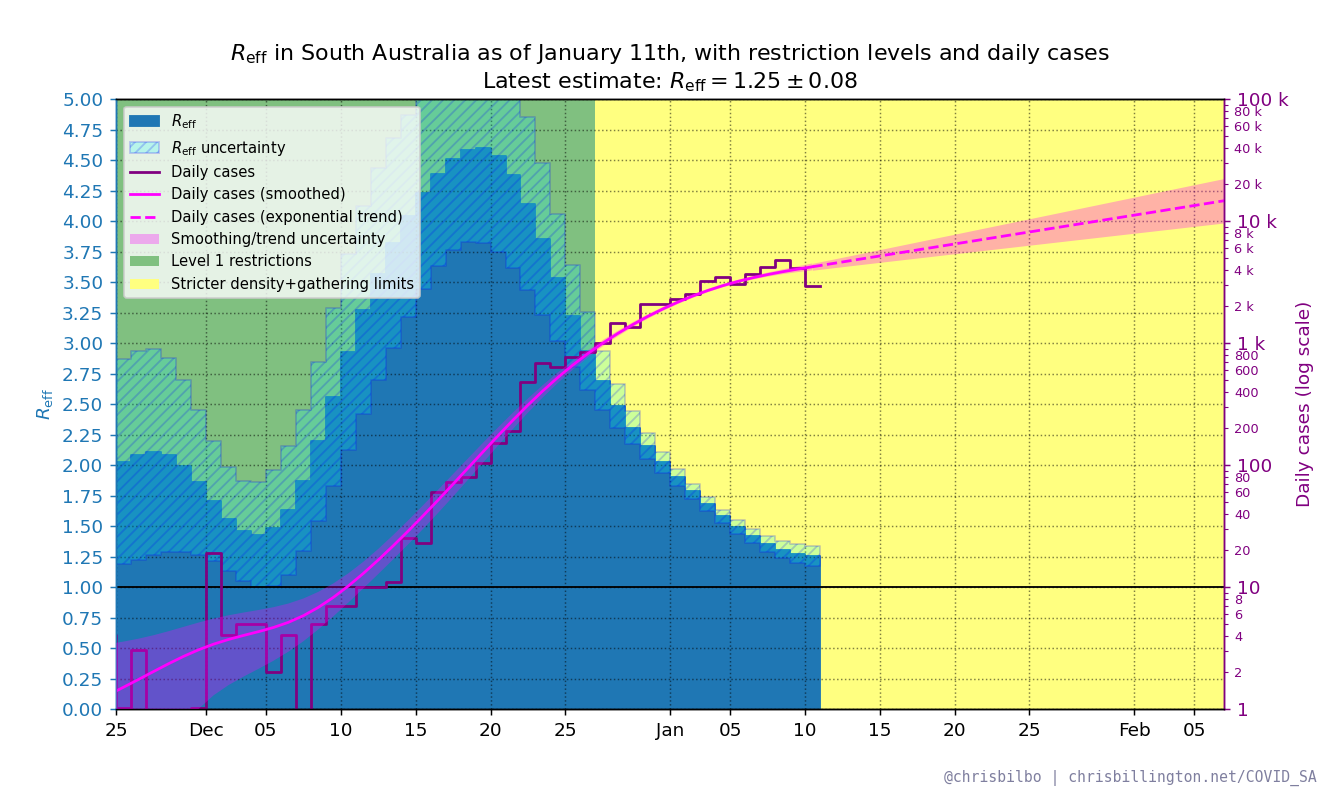 R_eff in South Australia as of January 11th, with restriction levels and daily cases
Latest estimate: R_eff = 1.25 ± 0.08
R_eff
R_eff uncertainty
Daily cases
Daily cases (smoothed)
Daily cases (exponential trend)
Smoothing/trend uncertainty
Level 1 restrictions
Stricter density+gathering limits
R_eff
5.00
4.75
4.50
4.25
4.00
3.75
3.50
3.25
3.00
2.75
2.50
2.25
2.00
1.75
1.50
1.25
1.00
0.75
0.50
0.25
0.00
25 Dec 05 10 15 20 25 Jan 05 10 15 20 25 Feb 05
100 k
80 k
60 k
40 k
20 k
10 k
8 k
6 k
4 k
2 k
1 k
800
600
400
200
100
80
60
40
20
10
8
6
4
2
1
Daily cases (log scale)
@chrisbilbo | chrisbillington.net/COVID_SA